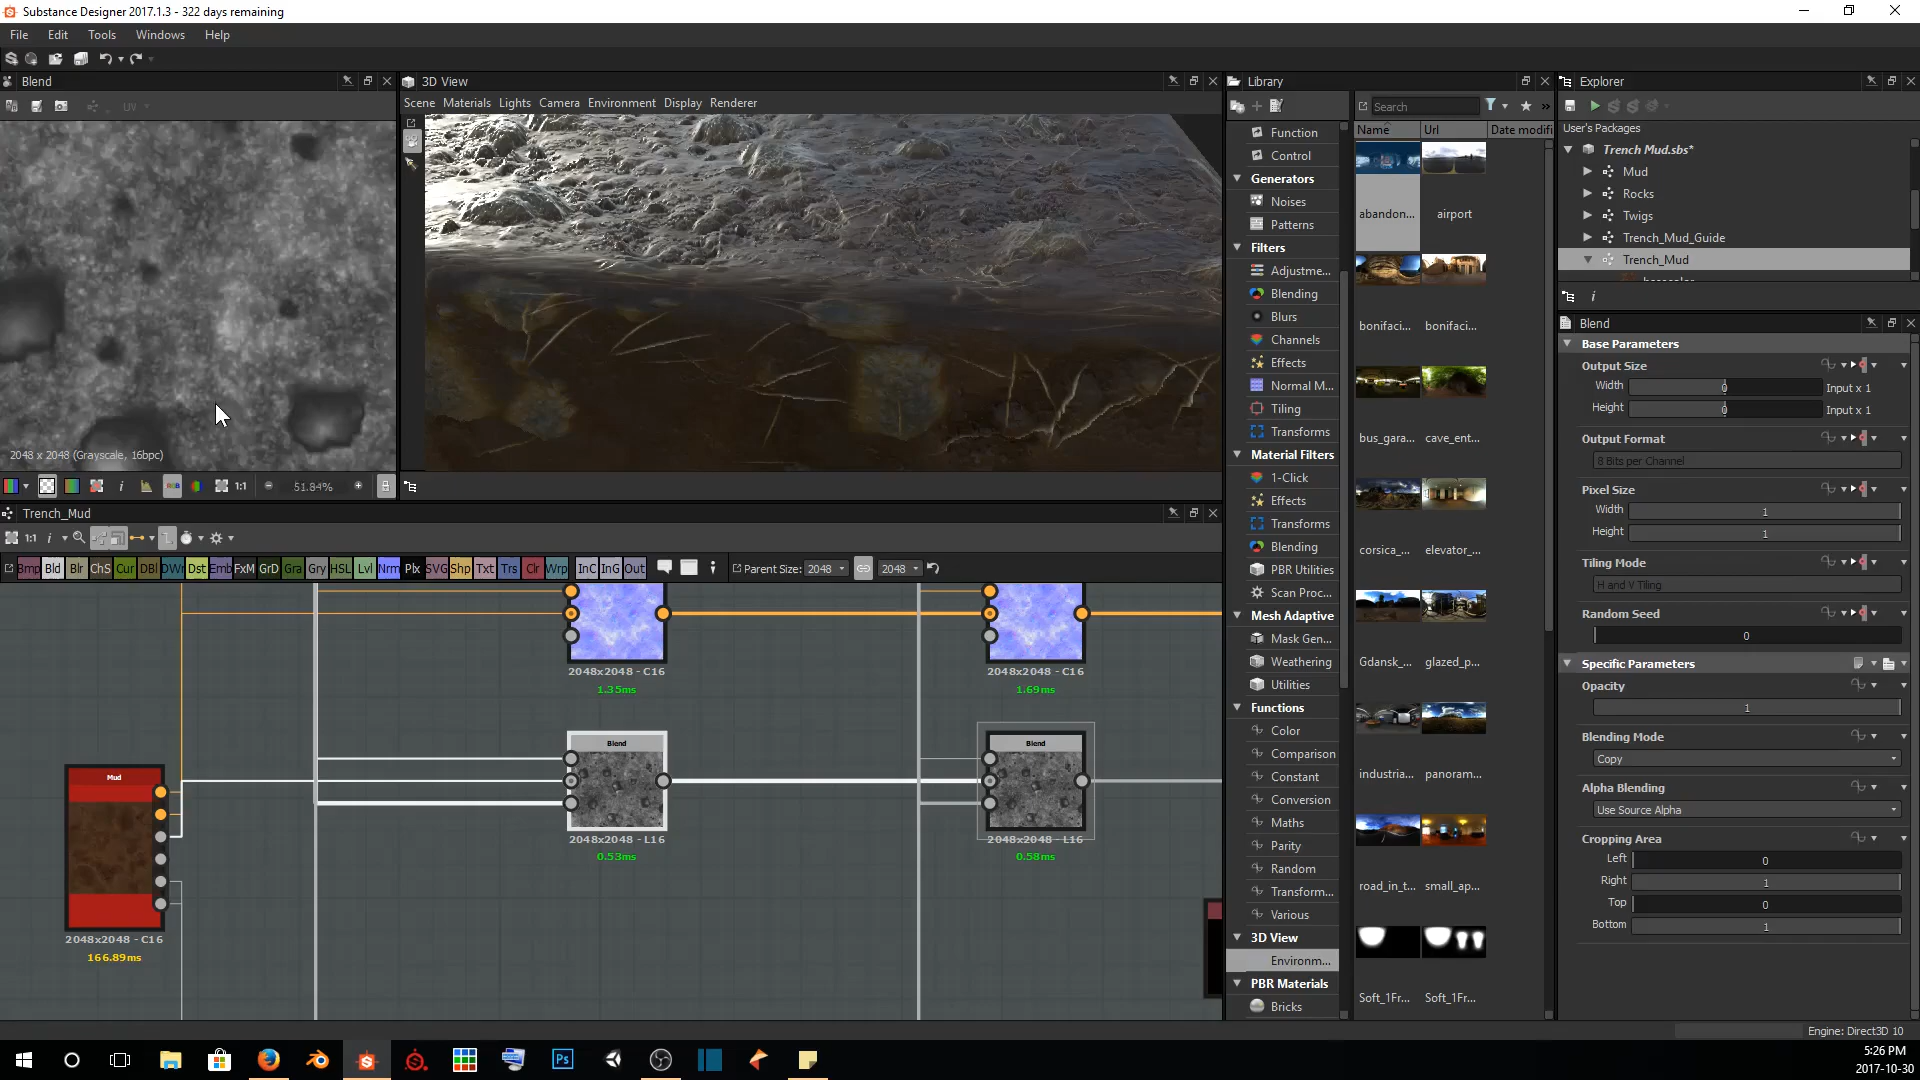 Substance Designer 2017.1.3 - 322 days remaining
File Edit Tools Windows Help
Blend
UV
2048 x 2048 (Grayscale, 16bpc)
1:1
51.84%
3D View
Scene Materials Lights Camera Environment Display Renderer
Trench_Mud
1:1
Bmp Bld Blr ChS Cur DBl DWr Dst Emb FxM GrD Gra Gry HSL Lvl Nrm Plx SVG Shp Txt Trs Clr Wrp InC InG Out
Parent Size: 2048 2048
2048x2048 - C16
1.35ms
2048x2048 - C16
1.69ms
Blend
2048x2048 - L16
0.53ms
Blend
2048x2048 - L16
0.58ms
Mud
2048x2048 - C16
166.89ms
Library
Function
Control
Generators
Noises
Patterns
Filters
Adjustme...
Blending
Blurs
Channels
Effects
Normal M...
Tiling
Transforms
Material Filters
1-Click
Effects
Transforms
Blending
PBR Utilities
Scan Proc...
Mesh Adaptive
Mask Gen...
Weathering
Utilities
Functions
Color
Comparison
Constant
Conversion
Maths
Parity
Random
Transform...
Various
3D View
Environm...
PBR Materials
Bricks
Search
Name Url Date modifi
abandon... airport
bonifaci... bonifaci...
bus_gara... cave_ent...
corsica_... elevator_...
Gdansk_... glazed_p...
industria... panoram...
road_in_t... small_ap...
Soft_1Fr... Soft_1Fr...
Explorer
User's Packages
Trench Mud.sbs*
Mud
Rocks
Twigs
Trench_Mud_Guide
Trench_Mud
Blend
Base Parameters
Output Size
Width 0 Input x 1
Height 0 Input x 1
Output Format
8 Bits per Channel
Pixel Size
Width 1
Height 1
Tiling Mode
H and V Tiling
Random Seed
0
Specific Parameters
Opacity
1
Blending Mode
Copy
Alpha Blending
Use Source Alpha
Cropping Area
Left 0
Right 1
Top 0
Bottom 1
Engine: Direct3D 10
5:26 PM
2017-10-30